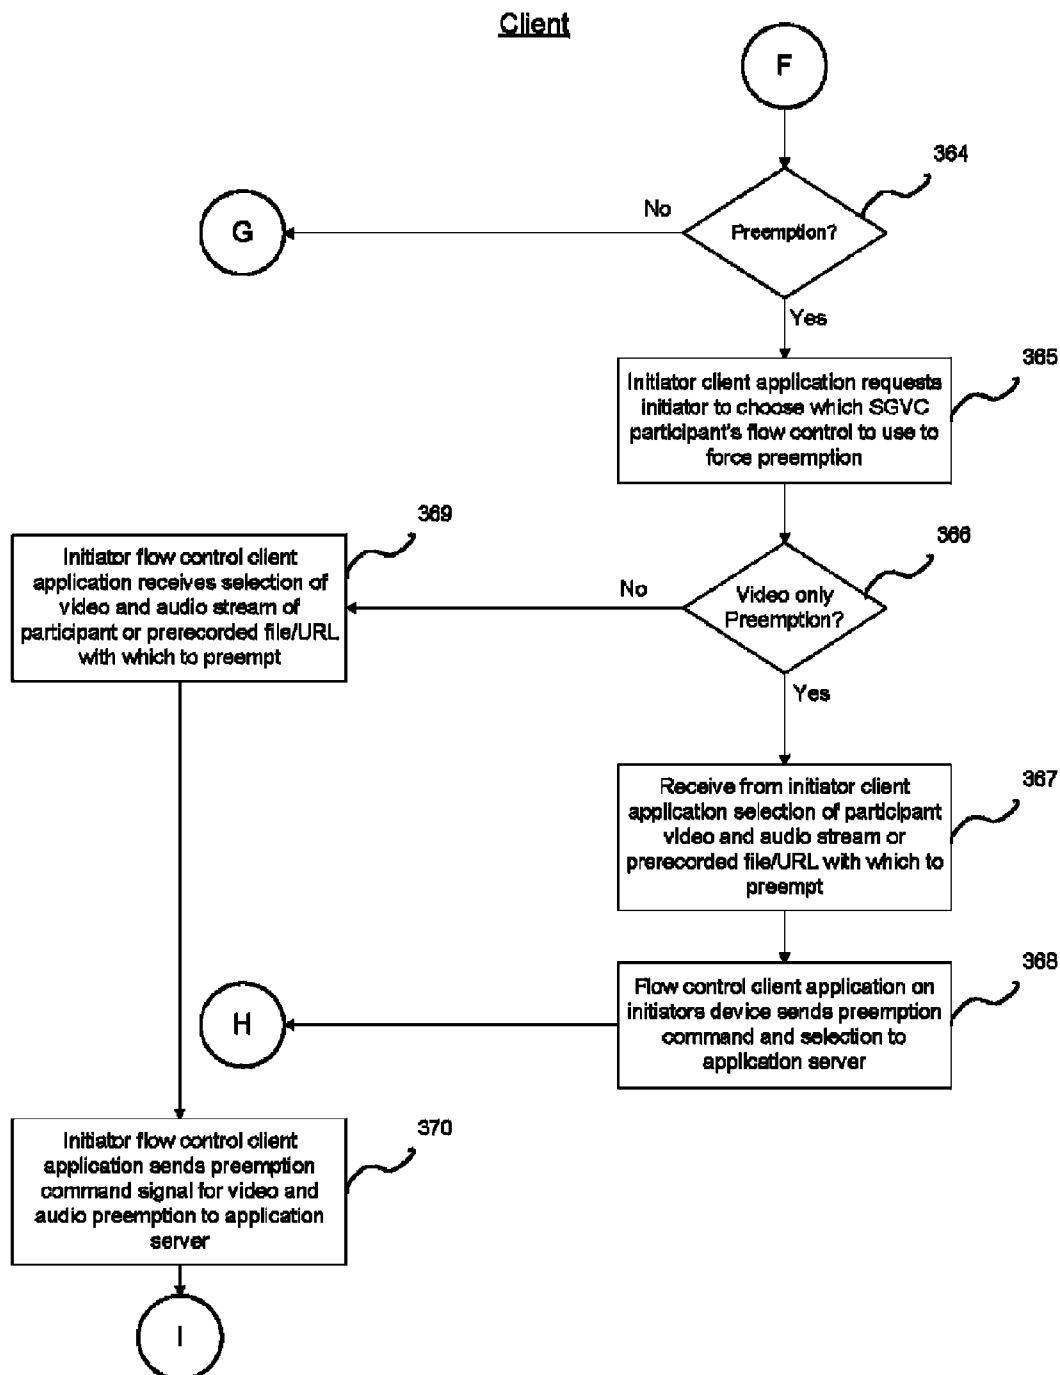 Client
F
364
Preemption?
No
G
Yes
365
Initiator client application requests
initiator to choose which SGVC
participant's flow control to use to
force preemption
366
Video only
Preemption?
No
369
Initiator flow control client
application receives selection of
video and audio stream of
participant or prerecorded file/URL
with which to preempt
Yes
367
Receive from initiator client
application selection of participant
video and audio stream or
prerecorded file/URL with which to
preempt
368
Flow control client application on
initiators device sends preemption
command and selection to
application server
H
370
Initiator flow control client
application sends preemption
command signal for video and
audio preemption to application
server
I